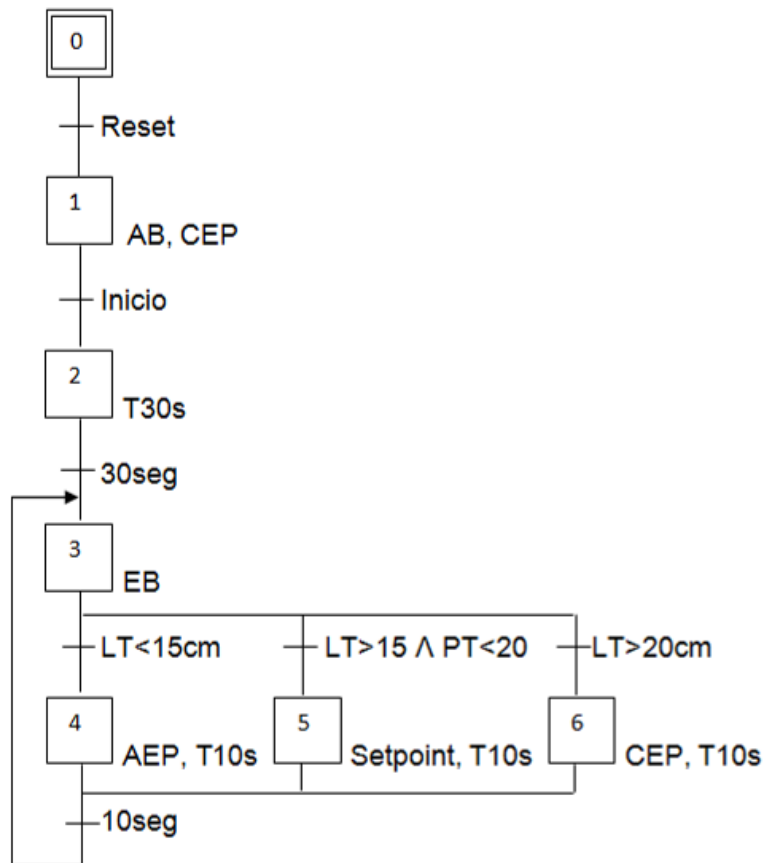 0
Reset
1
AB, CEP
Inicio
2
T30s
30seg
3
EB
LT<15cm
LT>15 Λ PT<20
LT>20cm
4
AEP, T10s
5
Setpoint, T10s
6
CEP, T10s
10seg